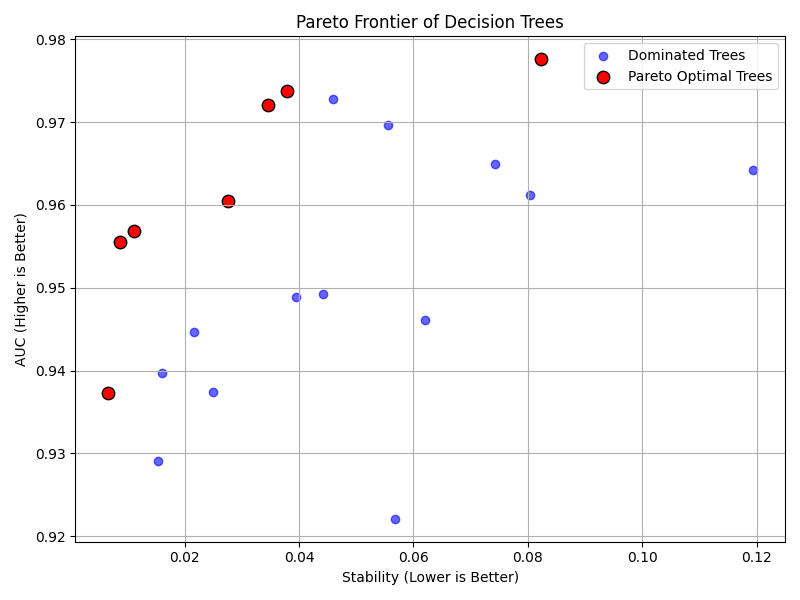 Pareto Frontier of Decision Trees
0.98
0.97
0.96
0.95
0.94
0.93
0.92
AUC (Higher is Better)
Dominated Trees
Pareto Optimal Trees
0.02 0.04 0.06 0.08 0.10 0.12
Stability (Lower is Better)